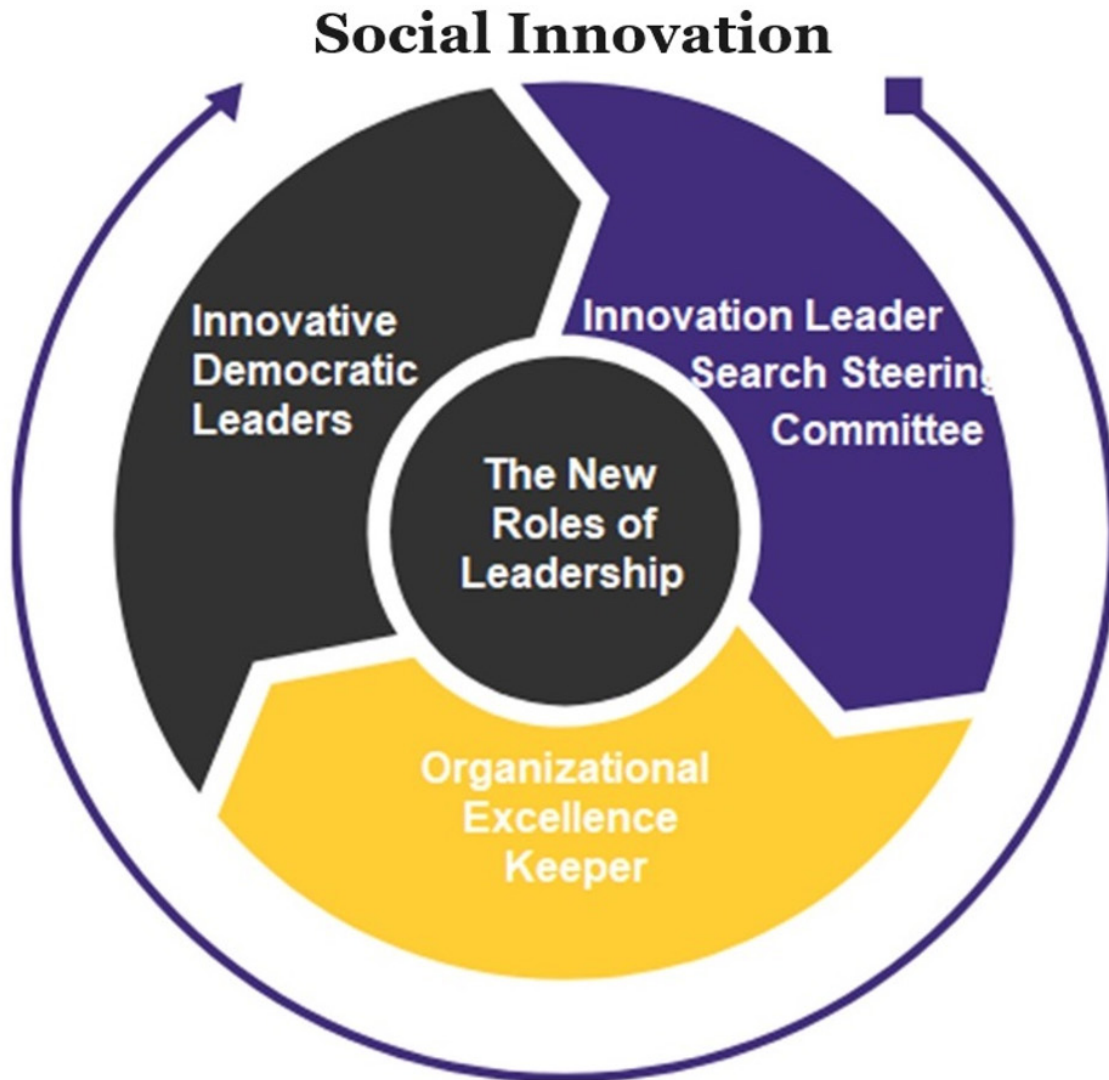 Social Innovation
Innovation Leader
Search Steering
Committee
Organizational
Excellence
Keeper
Innovative
Democratic
Leaders
The New
Roles of
Leadership